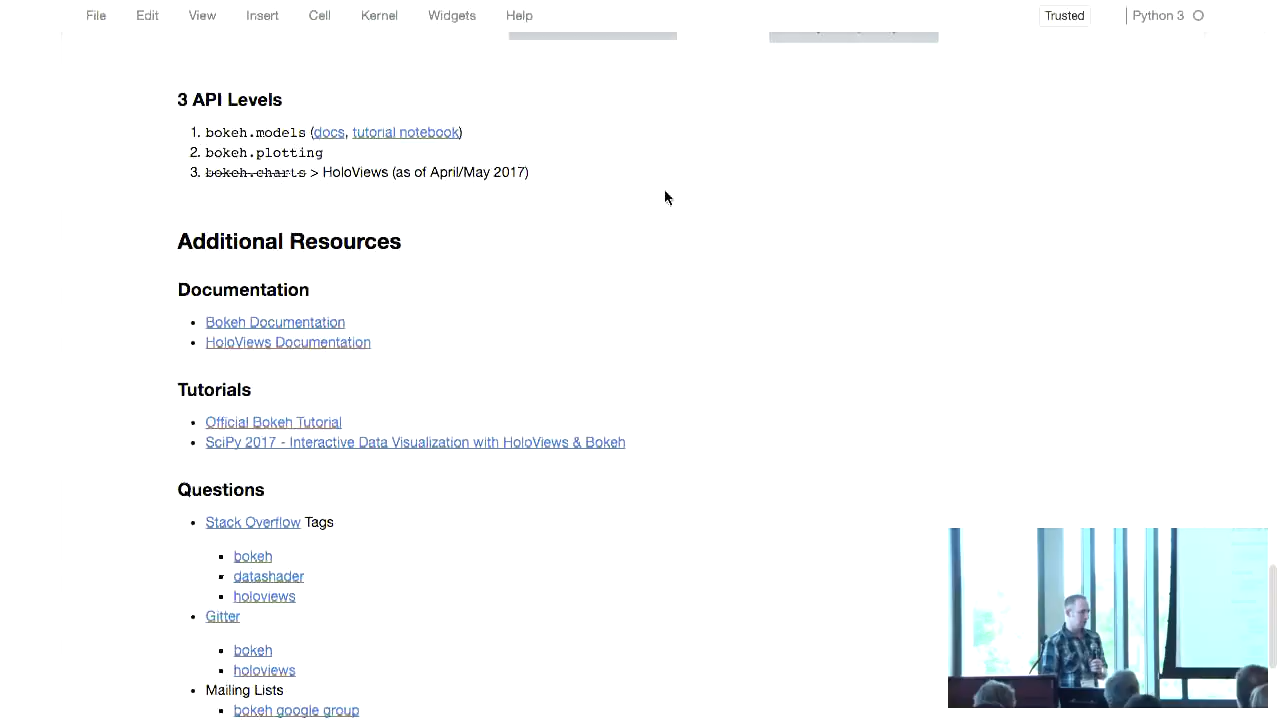 File Edit View Insert Cell Kernel Widgets Help Trusted Python 3
3 API Levels
1. bokeh.models (docs, tutorial notebook)
2. bokeh.plotting
3. bokeh.charts > HoloViews (as of April/May 2017)
Additional Resources
Documentation
Bokeh Documentation
HoloViews Documentation
Tutorials
Official Bokeh Tutorial
SciPy 2017 - Interactive Data Visualization with HoloViews & Bokeh
Questions
Stack Overflow Tags
bokeh
datashader
holoviews
Gitter
bokeh
holoviews
Mailing Lists
bokeh google group